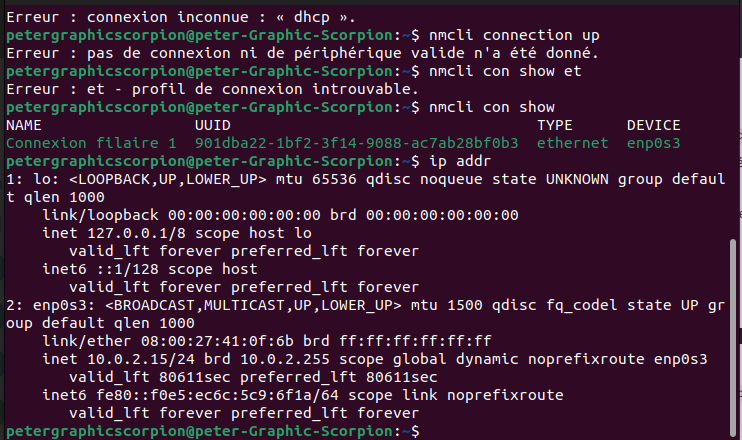 Erreur : connexion inconnue : « dhcp ».
petergraphicscorpion@peter-Graphic-Scorpion:~$ nmcli connection up
Erreur : pas de connexion ni de périphérique valide n'a été donné.
petergraphicscorpion@peter-Graphic-Scorpion:~$ nmcli con show et
Erreur : et - profil de connexion introuvable.
petergraphicscorpion@peter-Graphic-Scorpion:~$ nmcli con show
NAME                 UUID                                  TYPE      DEVICE
Connexion filaire 1  901dba22-1bf2-3f14-9088-ac7ab28bf0b3  ethernet  enp0s3
petergraphicscorpion@peter-Graphic-Scorpion:~$ ip addr
1: lo: <LOOPBACK,UP,LOWER_UP> mtu 65536 qdisc noqueue state UNKNOWN group defaul
t qlen 1000
    link/loopback 00:00:00:00:00:00 brd 00:00:00:00:00:00
    inet 127.0.0.1/8 scope host lo
       valid_lft forever preferred_lft forever
    inet6 ::1/128 scope host
       valid_lft forever preferred_lft forever
2: enp0s3: <BROADCAST,MULTICAST,UP,LOWER_UP> mtu 1500 qdisc fq_codel state UP gr
oup default qlen 1000
    link/ether 08:00:27:41:0f:6b brd ff:ff:ff:ff:ff:ff
    inet 10.0.2.15/24 brd 10.0.2.255 scope global dynamic noprefixroute enp0s3
       valid_lft 80611sec preferred_lft 80611sec
    inet6 fe80::f0e5:ec6c:5c9:6f1a/64 scope link noprefixroute
       valid_lft forever preferred_lft forever
petergraphicscorpion@peter-Graphic-Scorpion:~$